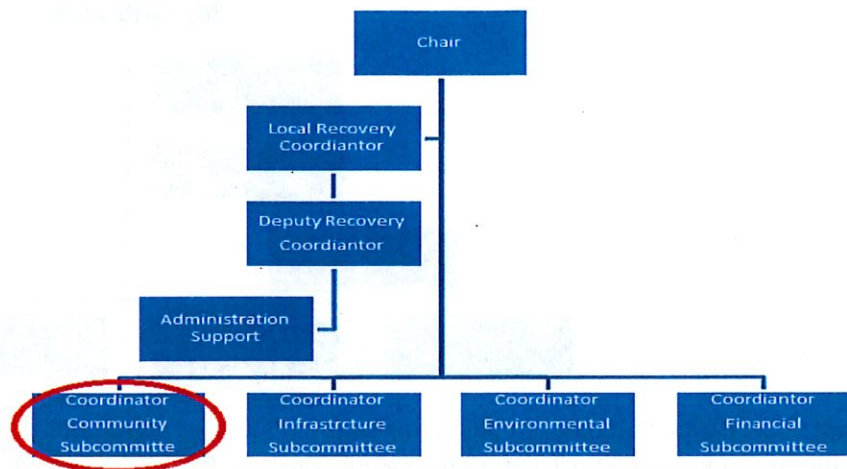 Chair
Local Recovery
Coordiantor
Deputy Recovery
Coordiantor
Administration
Support
Coordinator
Community
Subcommitte
Coordinator
Infrastrcture
Subcommittee
Coordinator
Environmental
Subcommittee
Coordiantor
Financial
Subcommittee